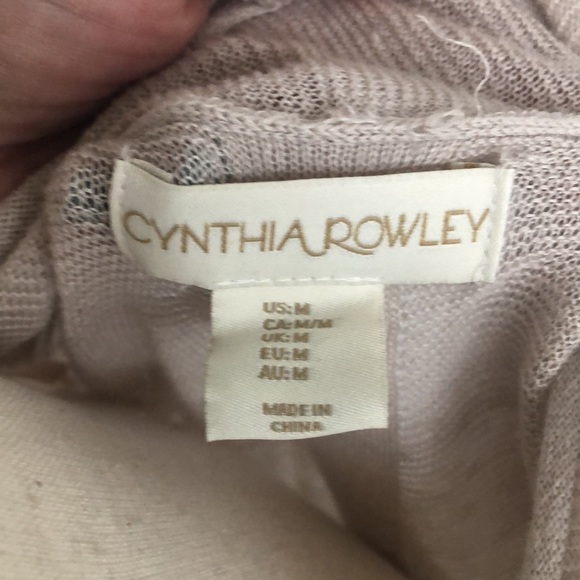 CYNTHIA ROWLEY
US:M
CA:M/M
UK:M
EU:M
AU:M
MADE IN
CHINA